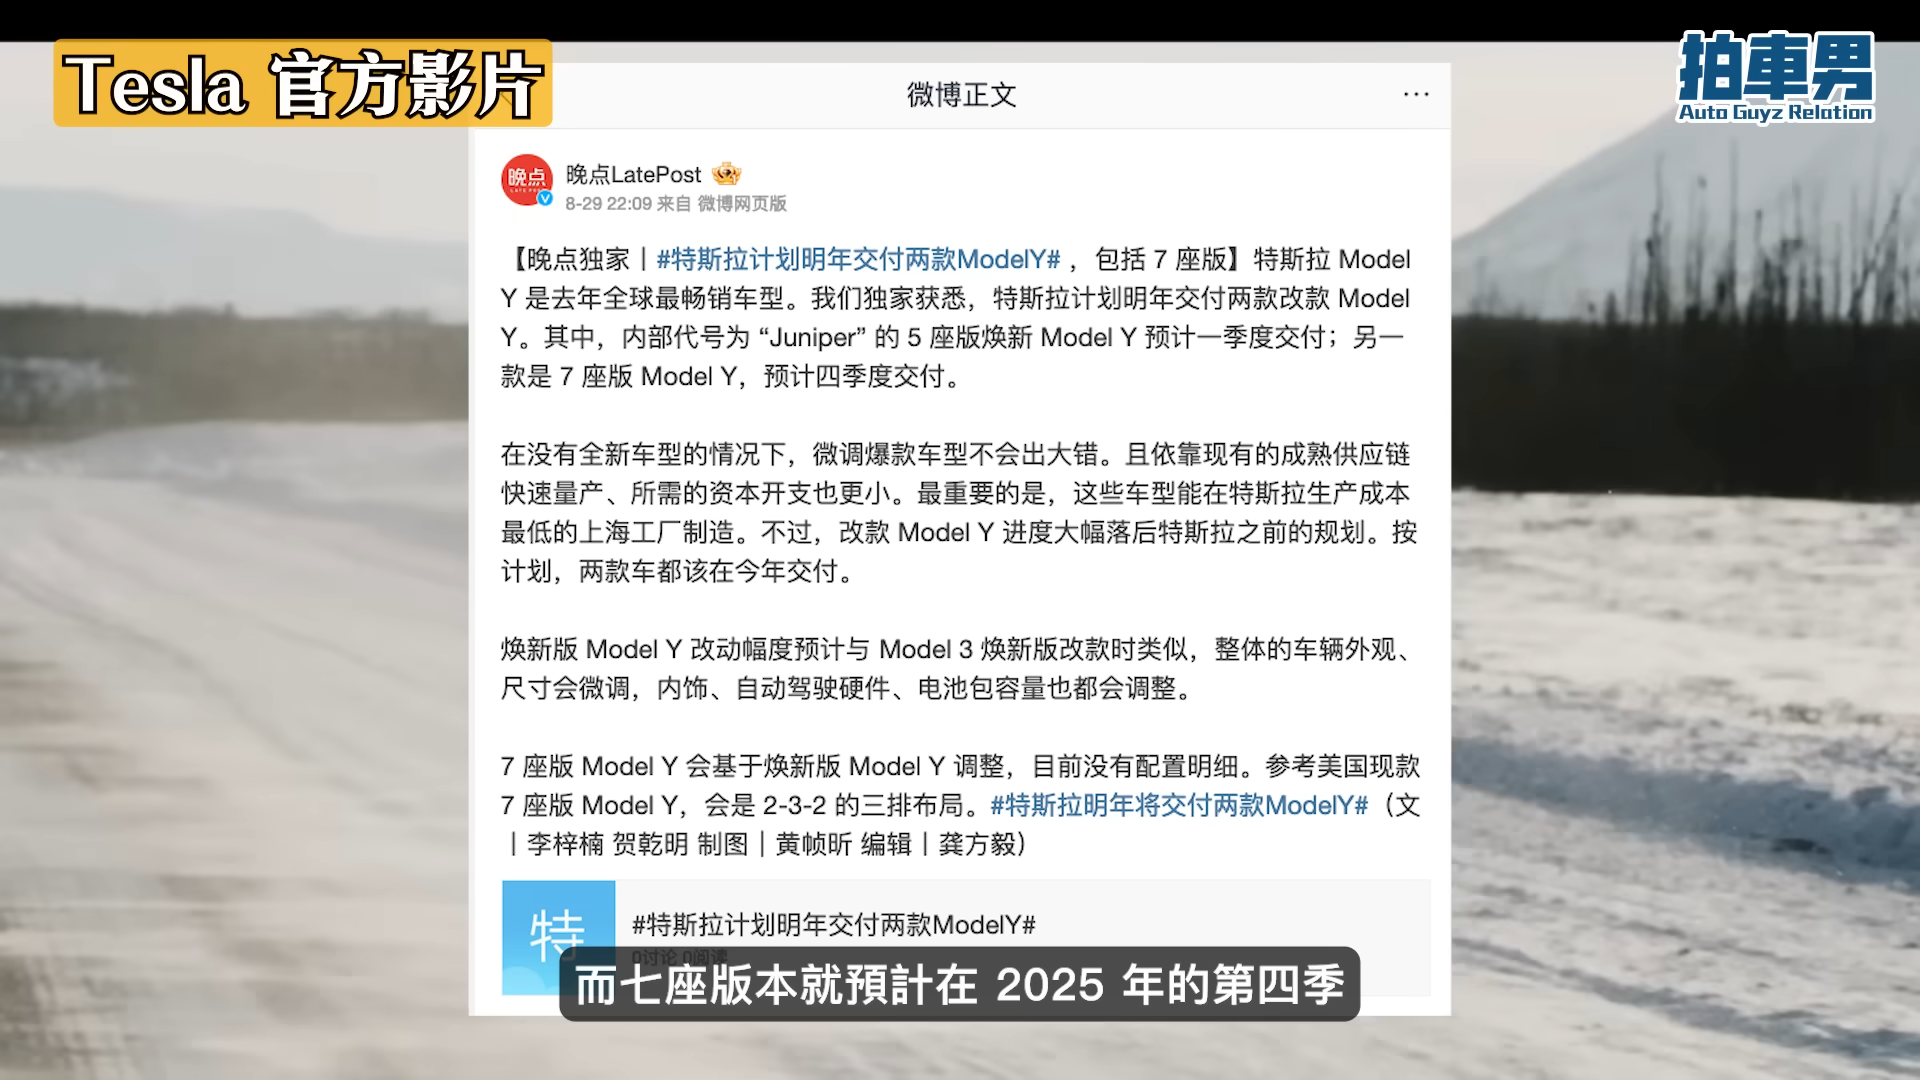 Tesla 官方影片
拍車男
Auto Guyz Relation
微博正文
晚点LatePost
8-29 22:09 来自 微博网页版
【晚点独家丨#特斯拉计划明年交付两款ModelY# ，包括 7 座版】特斯拉 Model
Y 是去年全球最畅销车型。我们独家获悉，特斯拉计划明年交付两款改款 Model
Y。其中，内部代号为 “Juniper” 的 5 座版焕新 Model Y 预计一季度交付；另一
款是 7 座版 Model Y，预计四季度交付。
在没有全新车型的情况下，微调爆款车型不会出大错。且依靠现有的成熟供应链
快速量产、所需的资本开支也更小。最重要的是，这些车型能在特斯拉生产成本
最低的上海工厂制造。不过，改款 Model Y 进度大幅落后特斯拉之前的规划。按
计划，两款车都该在今年交付。
焕新版 Model Y 改动幅度预计与 Model 3 焕新版改款时类似，整体的车辆外观、
尺寸会微调，内饰、自动驾驶硬件、电池包容量也都会调整。
7 座版 Model Y 会基于焕新版 Model Y 调整，目前没有配置明细。参考美国现款
7 座版 Model Y，会是 2-3-2 的三排布局。#特斯拉明年将交付两款ModelY#（文
丨李梓楠 贺乾明 制图丨黄帧昕 编辑丨龚方毅）
特
#特斯拉计划明年交付两款ModelY#
0讨论 0阅读
而七座版本就預計在 2025 年的第四季